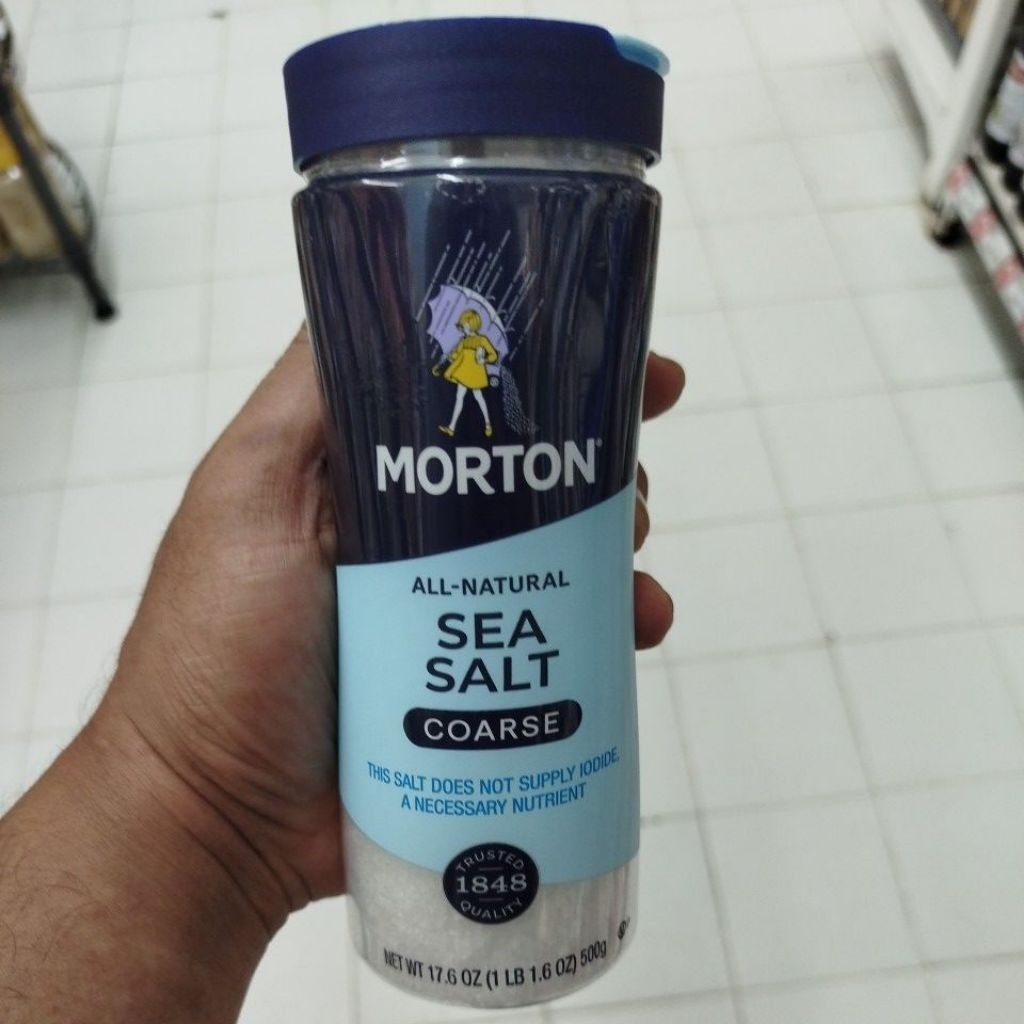 MORTON®
ALL-NATURAL
SEA
SALT
COARSE
THIS SALT DOES NOT SUPPLY IODIDE,
A NECESSARY NUTRIENT
TRUSTED
1848
QUALITY
NET WT 17.6 OZ (1 LB 1.6 OZ) 500g